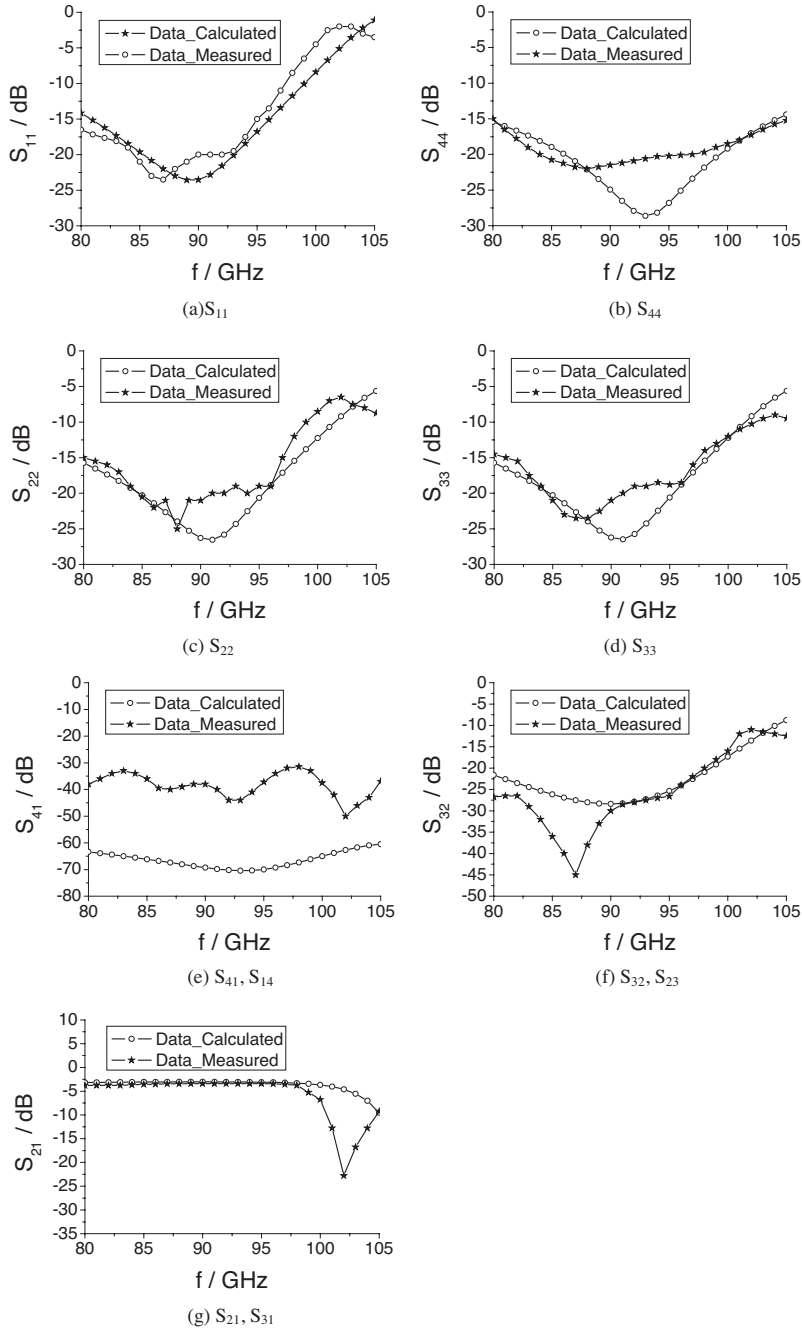 0
-5
-10
-15
-20
-25
-30
S11 / dB
Data_Calculated
Data_Measured
80 85 90 95 100 105
f / GHz
(a)S11
0
-5
-10
-15
-20
-25
-30
S44 / dB
Data_Calculated
Data_Measured
80 85 90 95 100 105
f / GHz
(b) S44
0
-5
-10
-15
-20
-25
-30
S22 / dB
Data_Calculated
Data_Measured
80 85 90 95 100 105
f / GHz
(c) S22
0
-5
-10
-15
-20
-25
-30
S33 / dB
Data_Calculated
Data_Measured
80 85 90 95 100 105
f / GHz
(d) S33
0
-10
-20
-30
-40
-50
-60
-70
-80
S41 / dB
Data_Calculated
Data_Measured
80 85 90 95 100 105
f / GHz
(e) S41, S14
0
-5
-10
-15
-20
-25
-30
-35
-40
-45
-50
S32 / dB
Data_Calculated
Data_Measured
80 85 90 95 100 105
f / GHz
(f) S32, S23
10
5
0
-5
-10
-15
-20
-25
-30
-35
S21 / dB
Data_Calculated
Data_Measured
80 85 90 95 100 105
f / GHz
(g) S21, S31